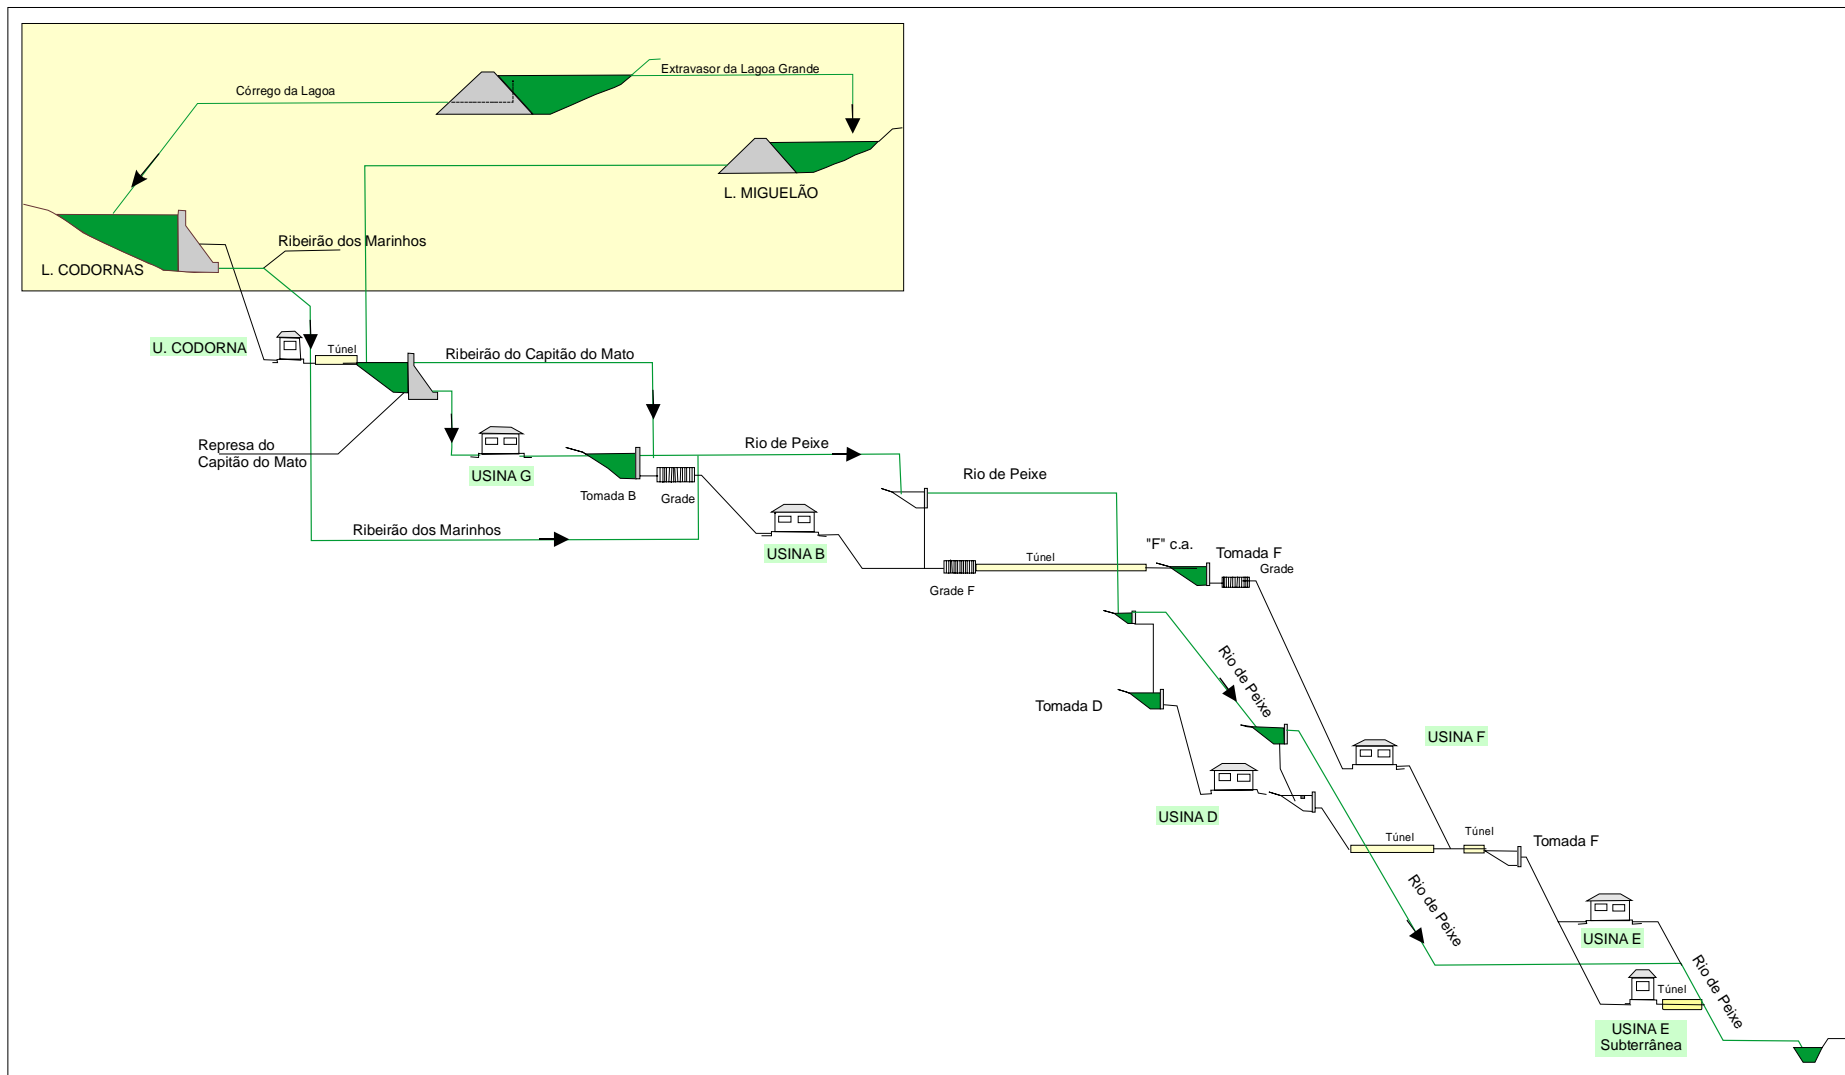 Extravasor da Lagoa Grande
Córrego da Lagoa
L. MIGUELÃO
Ribeirão dos Marinhos
L. CODORNAS
U. CODORNA
Túnel
Ribeirão do Capitão do Mato
Represa do
Capitão do Mato
USINA G
Tomada B
Grade
Rio de Peixe
Rio de Peixe
Ribeirão dos Marinhos
USINA B
Grade F
Túnel
"F" c.a.
Tomada F
Grade
Rio de Peixe
Tomada D
USINA F
USINA D
Túnel
Túnel
Tomada F
Rio de Peixe
USINA E
Rio de Peixe
Túnel
USINA E
Subterrânea